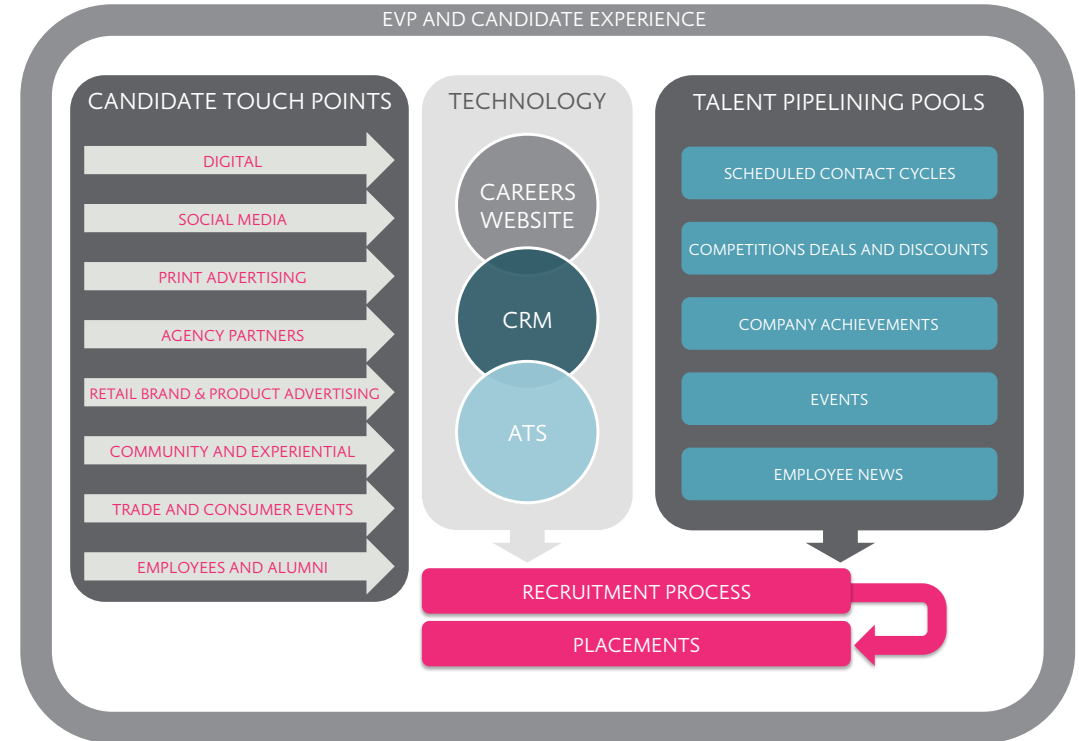 EVP AND CANDIDATE EXPERIENCE
CANDIDATE TOUCH POINTS
DIGITAL
SOCIAL MEDIA
PRINT ADVERTISING
AGENCY PARTNERS
RETAIL BRAND & PRODUCT ADVERTISING
COMMUNITY AND EXPERIENTIAL
TRADE AND CONSUMER EVENTS
EMPLOYEES AND ALUMNI
TECHNOLOGY
CAREERS
WEBSITE
CRM
ATS
TALENT PIPELINING POOLS
SCHEDULED CONTACT CYCLES
COMPETITIONS DEALS AND DISCOUNTS
COMPANY ACHIEVEMENTS
EVENTS
EMPLOYEE NEWS
RECRUITMENT PROCESS
PLACEMENTS